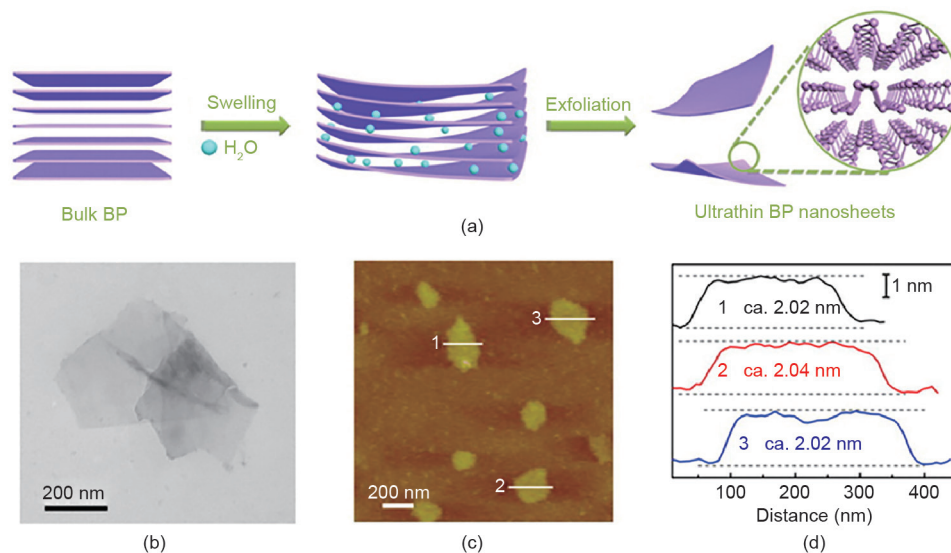 Swelling
H₂O
Exfoliation
Bulk BP
(a)
Ultrathin BP nanosheets
200 nm
(b)
1
3
2
200 nm
(c)
1 nm
1 ca. 2.02 nm
2 ca. 2.04 nm
3 ca. 2.02 nm
100 200 300 400
Distance (nm)
(d)